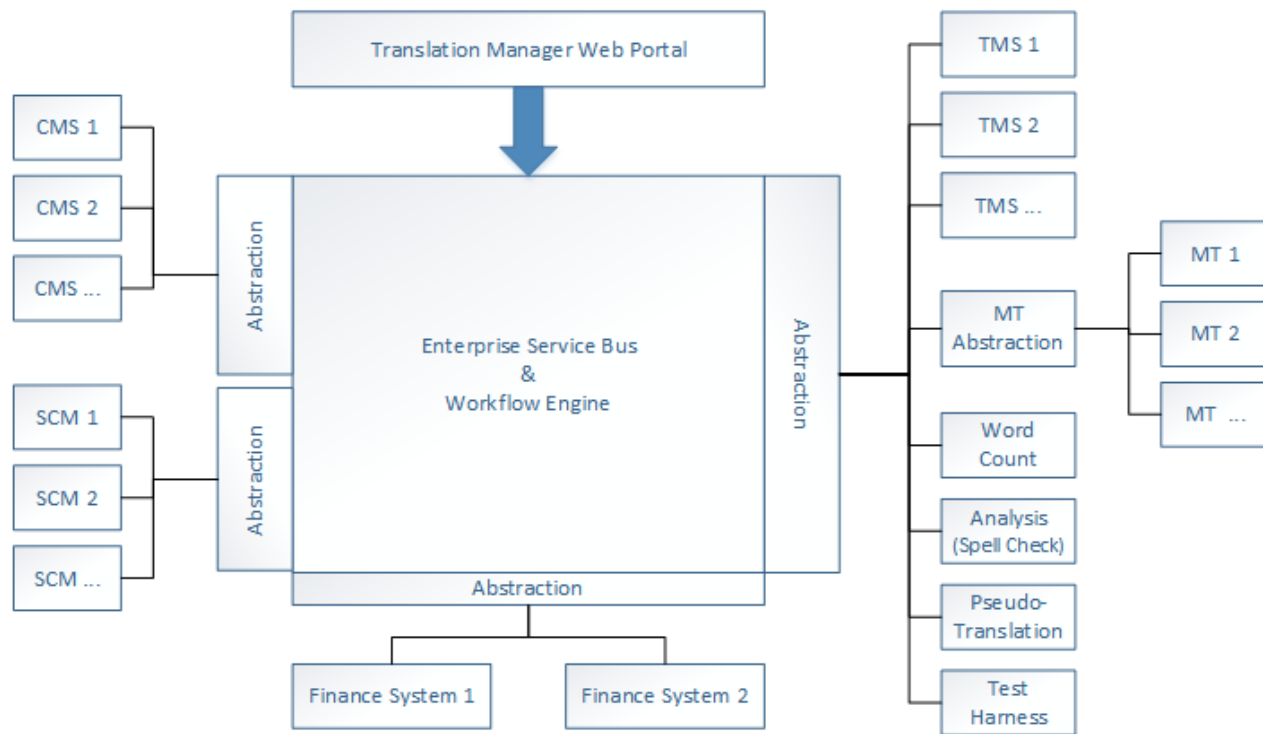 Translation Manager Web Portal
CMS 1
CMS 2
CMS ...
Abstraction
SCM 1
SCM 2
SCM ...
Abstraction
Enterprise Service Bus
&
Workflow Engine
Abstraction
Finance System 1
Finance System 2
Abstraction
TMS 1
TMS 2
TMS ...
MT
Abstraction
MT 1
MT 2
MT ...
Word
Count
Analysis
(Spell Check)
Pseudo-
Translation
Test
Harness